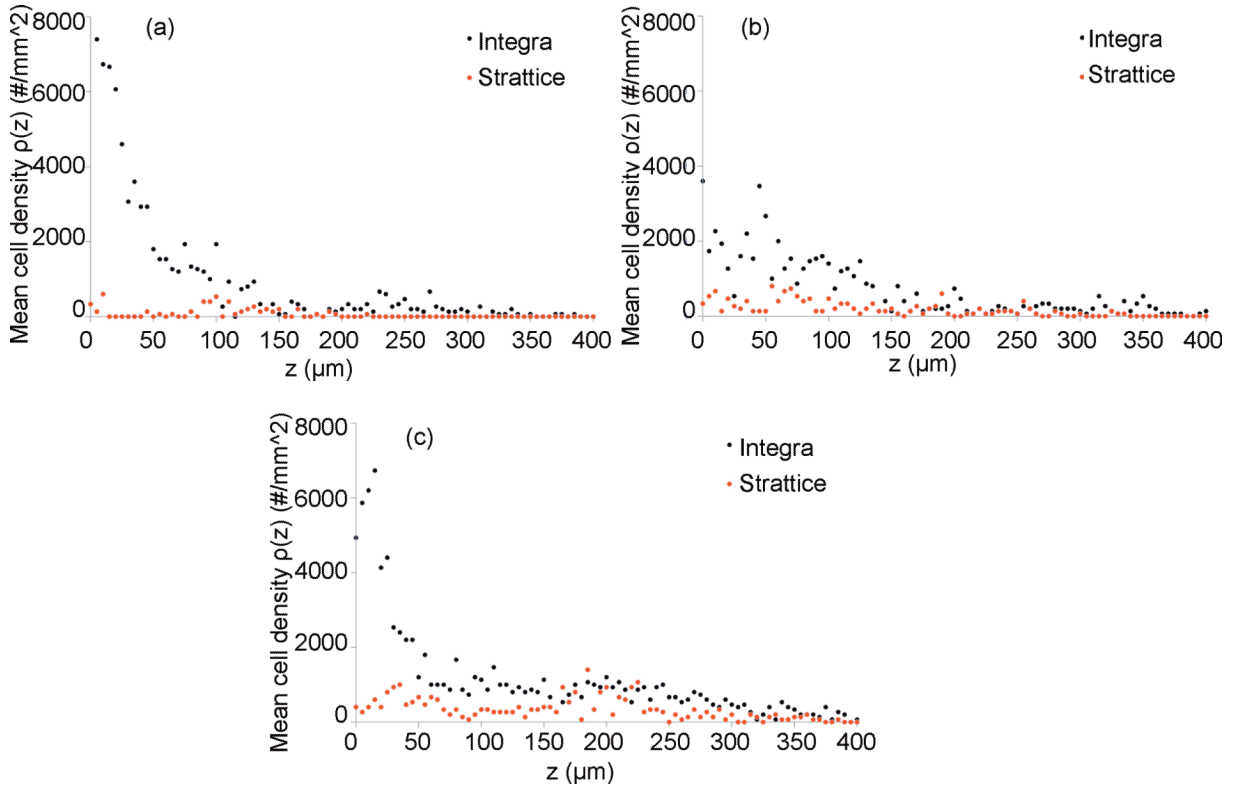 Mean cell density ρ(z) (#/mm^2)
8000
6000
4000
2000
0
(a)
Integra
Strattice
0 50 100 150 200 250 300 350 400
z (μm)
Mean cell density ρ(z) (#/mm^2)
8000
6000
4000
2000
0
(b)
Integra
Strattice
0 50 100 150 200 250 300 350 400
z (μm)
Mean cell density ρ(z) (#/mm^2)
8000
6000
4000
2000
0
(c)
Integra
Strattice
0 50 100 150 200 250 300 350 400
z (μm)